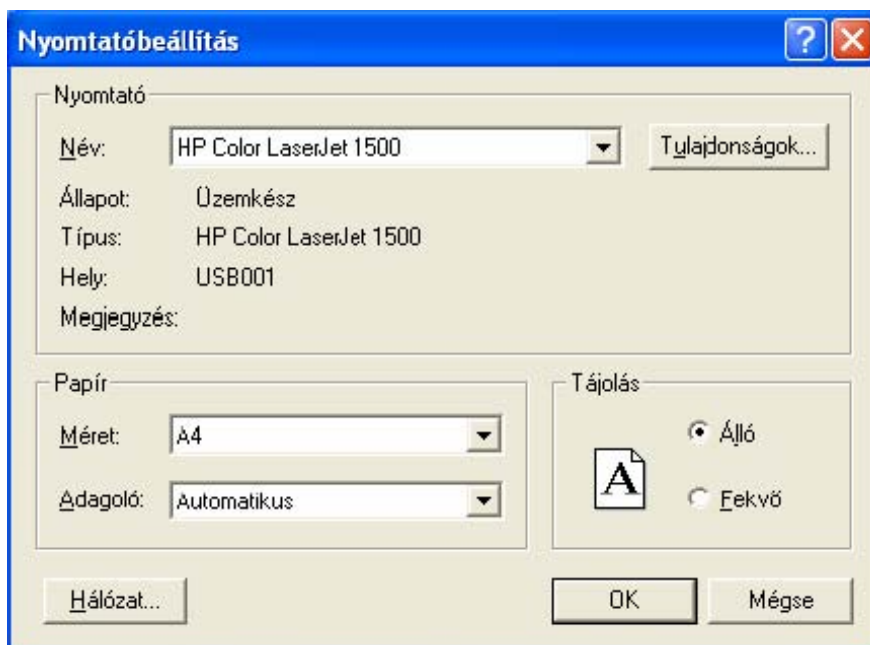 Nyomtatóbeállítás
Nyomtató
Név: HP Color LaserJet 1500 Tulajdonságok...
Állapot: Üzemkész
Típus: HP Color LaserJet 1500
Hely: USB001
Megjegyzés:
Papír
Méret: A4
Adagoló: Automatikus
Tájolás
A
Álló
Fekvő
Hálózat... OK Mégse